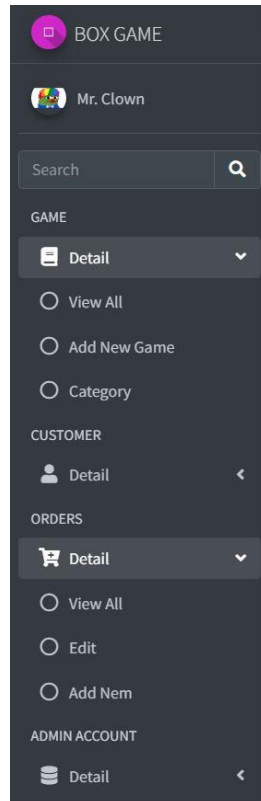 BOX GAME
Mr. Clown
Search
GAME
Detail
View All
Add New Game
Category
CUSTOMER
Detail
ORDERS
Detail
View All
Edit
Add Nem
ADMIN ACCOUNT
Detail